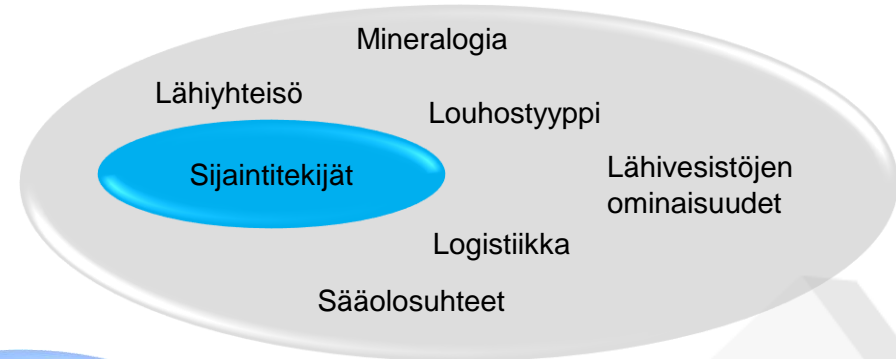 Mineralogia
Lähiyhteisö
Louhostyyppi
Sijaintitekijät
Lähivesistöjen
ominaisuudet
Logistiikka
Sääolosuhteet